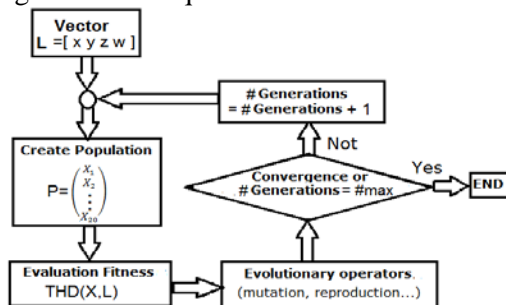 Vector
L =[ x y z w ]
# Generations
= # Generations + 1
Not
Create Population
P= (X₁
X₂
⋮
X₂₀)
Convergence or
# Generations = #max
Yes
END
Evaluation Fitness
THD(X,L)
Evolutionary operators.
(mutation, reproduction...)